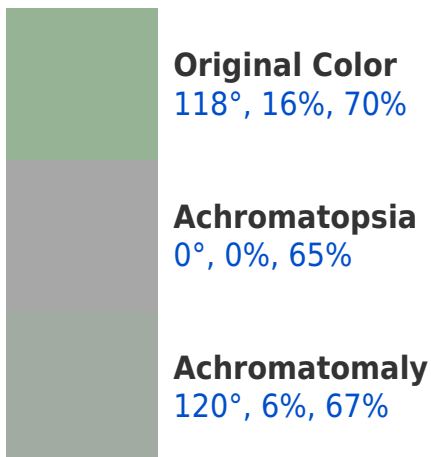 Original Color
118°, 16%, 70%
Achromatopsia
0°, 0%, 65%
Achromatomaly
120°, 6%, 67%